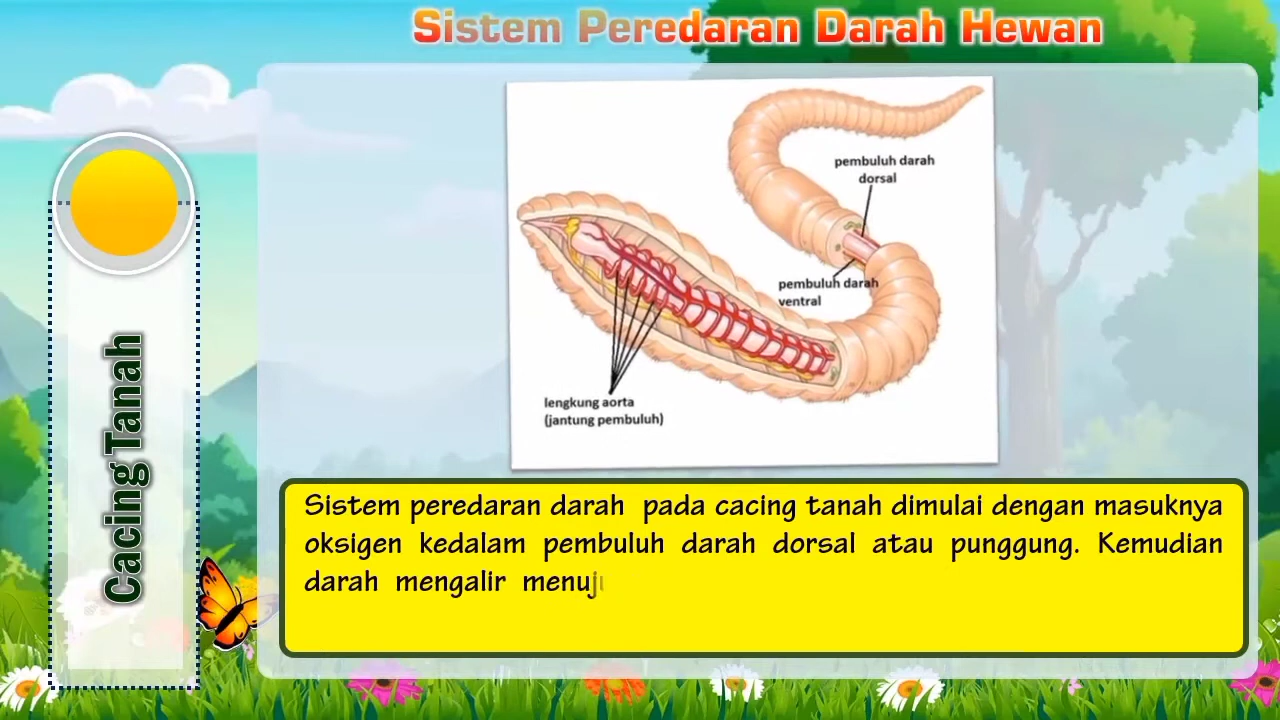 Sistem Peredaran Darah Hewan
Cacing Tanah
pembuluh darah
dorsal
pembuluh darah
ventral
lengkung aorta
(jantung pembuluh)
Sistem peredaran darah pada cacing tanah dimulai dengan masuknya
oksigen kedalam pembuluh darah dorsal atau punggung. Kemudian
darah mengalir